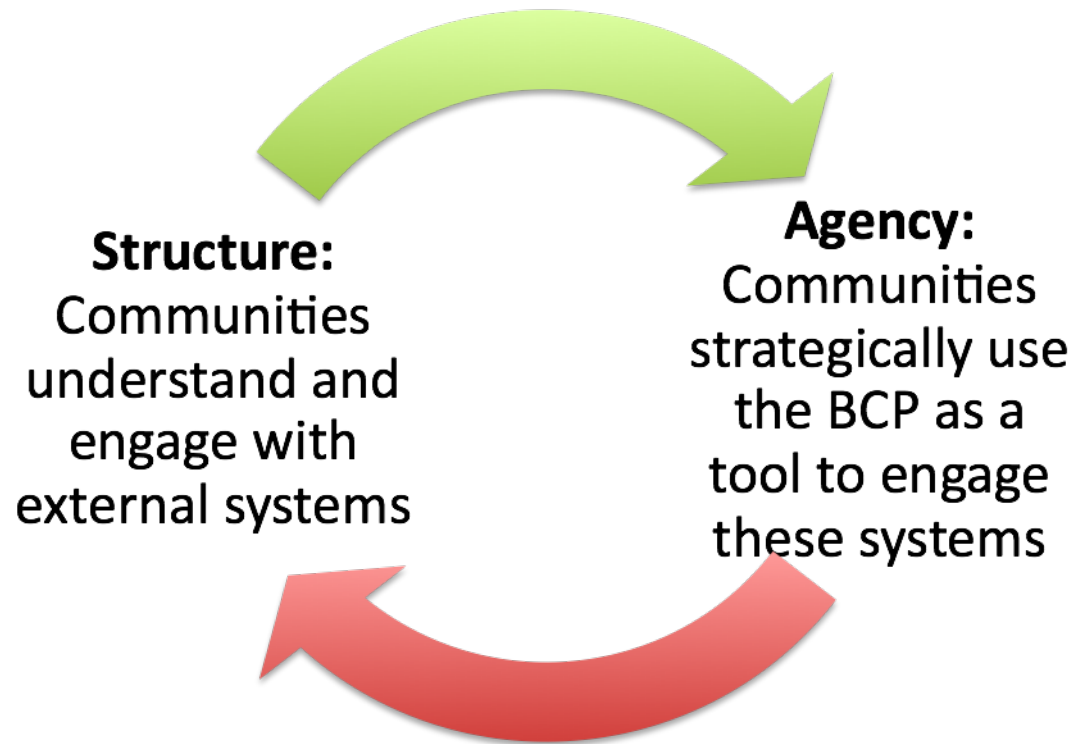 Structure:
Communities
understand and
engage with
external systems
Agency:
Communities
strategically use
the BCP as a
tool to engage
these systems